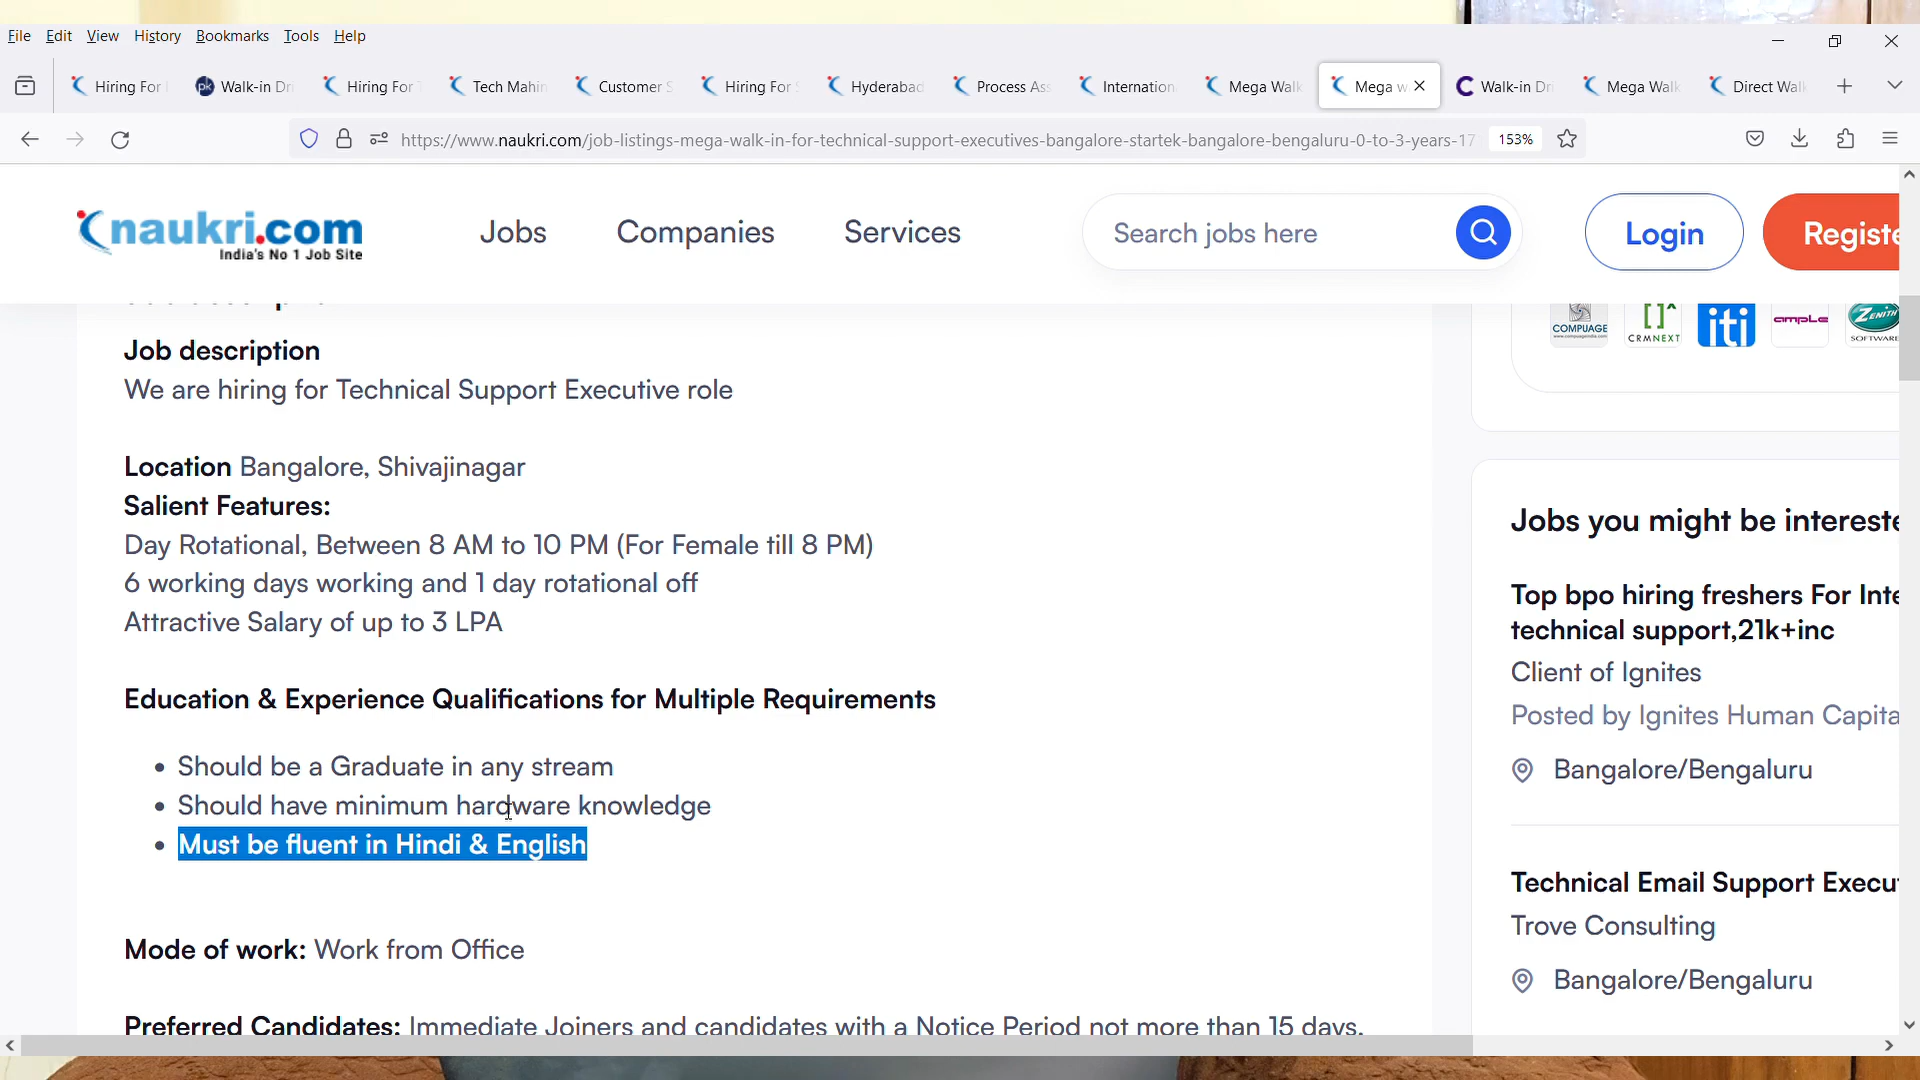 File Edit View History Bookmarks Tools Help
Hiring For
Walk-in Dr
Hiring For
Tech Mahin
Customer S
Hiring For S
Hyderabad
Process Ass
Internation
Mega Walk
Mega w
Walk-in Dri
Mega Walk
Direct Walk
https://www.naukri.com/job-listings-mega-walk-in-for-technical-support-executives-bangalore-startek-bangalore-bengaluru-0-to-3-years-17
153%
naukri.com
India's No 1 Job Site
Jobs Companies Services
Search jobs here
Login
Registe
Job description
We are hiring for Technical Support Executive role
Location Bangalore, Shivajinagar
Salient Features:
Day Rotational, Between 8 AM to 10 PM (For Female till 8 PM)
6 working days working and 1 day rotational off
Attractive Salary of up to 3 LPA
Education & Experience Qualifications for Multiple Requirements
Should be a Graduate in any stream
Should have minimum hardware knowledge
Must be fluent in Hindi & English
Mode of work: Work from Office
Preferred Candidates: Immediate Joiners and candidates with a Notice Period not more than 15 days.
COMPUAGE
www.compuageindia.com
CRMNEXT
iti
ample
ZENITH
SOFTWARE
Jobs you might be intereste
Top bpo hiring freshers For Inte
technical support,21k+inc
Client of Ignites
Posted by Ignites Human Capita
Bangalore/Bengaluru
Technical Email Support Execu
Trove Consulting
Bangalore/Bengaluru